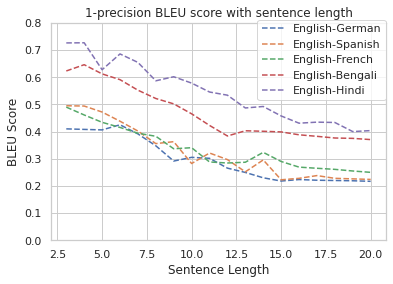 1-precision BLEU score with sentence length
English-German
English-Spanish
English-French
English-Bengali
English-Hindi
BLEU Score
0.8
0.7
0.6
0.5
0.4
0.3
0.2
0.1
0.0
2.5 5.0 7.5 10.0 12.5 15.0 17.5 20.0
Sentence Length